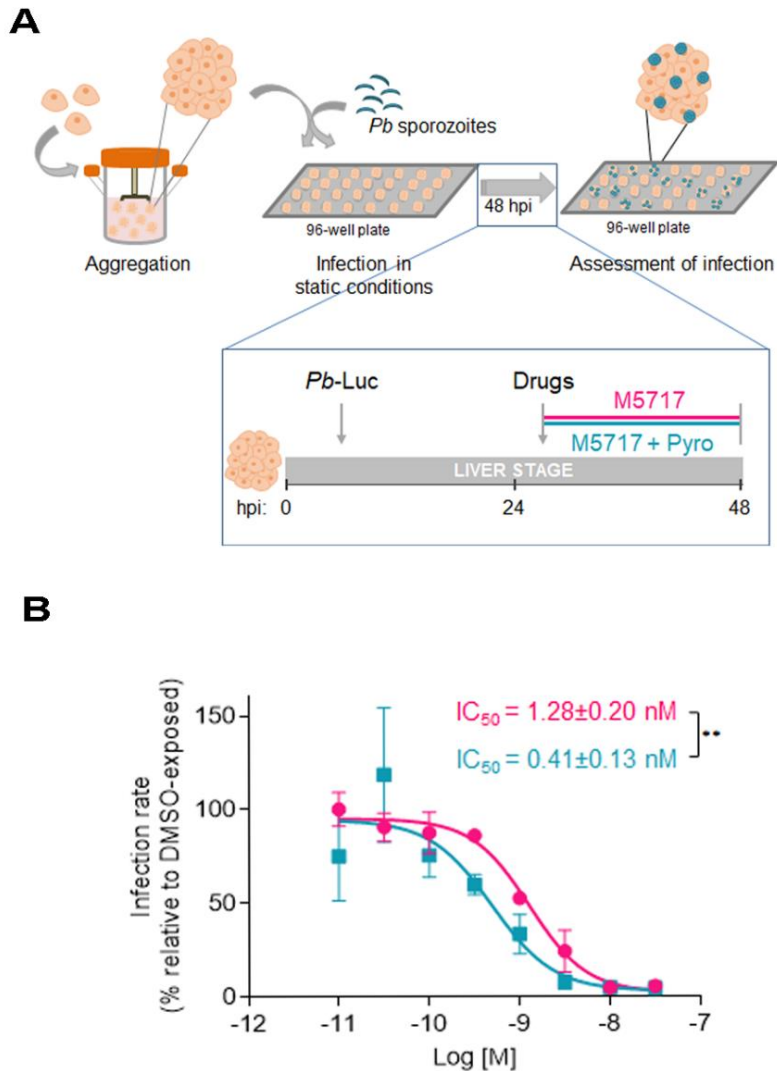 A
Pb sporozoites
48 hpi
96-well plate
96-well plate
Aggregation
Infection in
static conditions
Assessment of infection
Pb-Luc
Drugs
M5717
M5717 + Pyro
LIVER STAGE
hpi: 0 24 48
B
Infection rate
(% relative to DMSO-exposed)
150
100
50
0
IC50 = 1.28±0.20 nM
**
IC50 = 0.41±0.13 nM
-12 -11 -10 -9 -8 -7
Log [M]